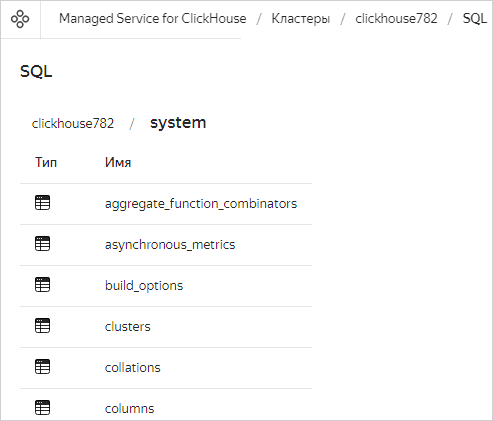 Managed Service for ClickHouse / Кластеры / clickhouse782 / SQL
SQL
clickhouse782 / system
Тип Имя
aggregate_function_combinators
asynchronous_metrics
build_options
clusters
collations
columns